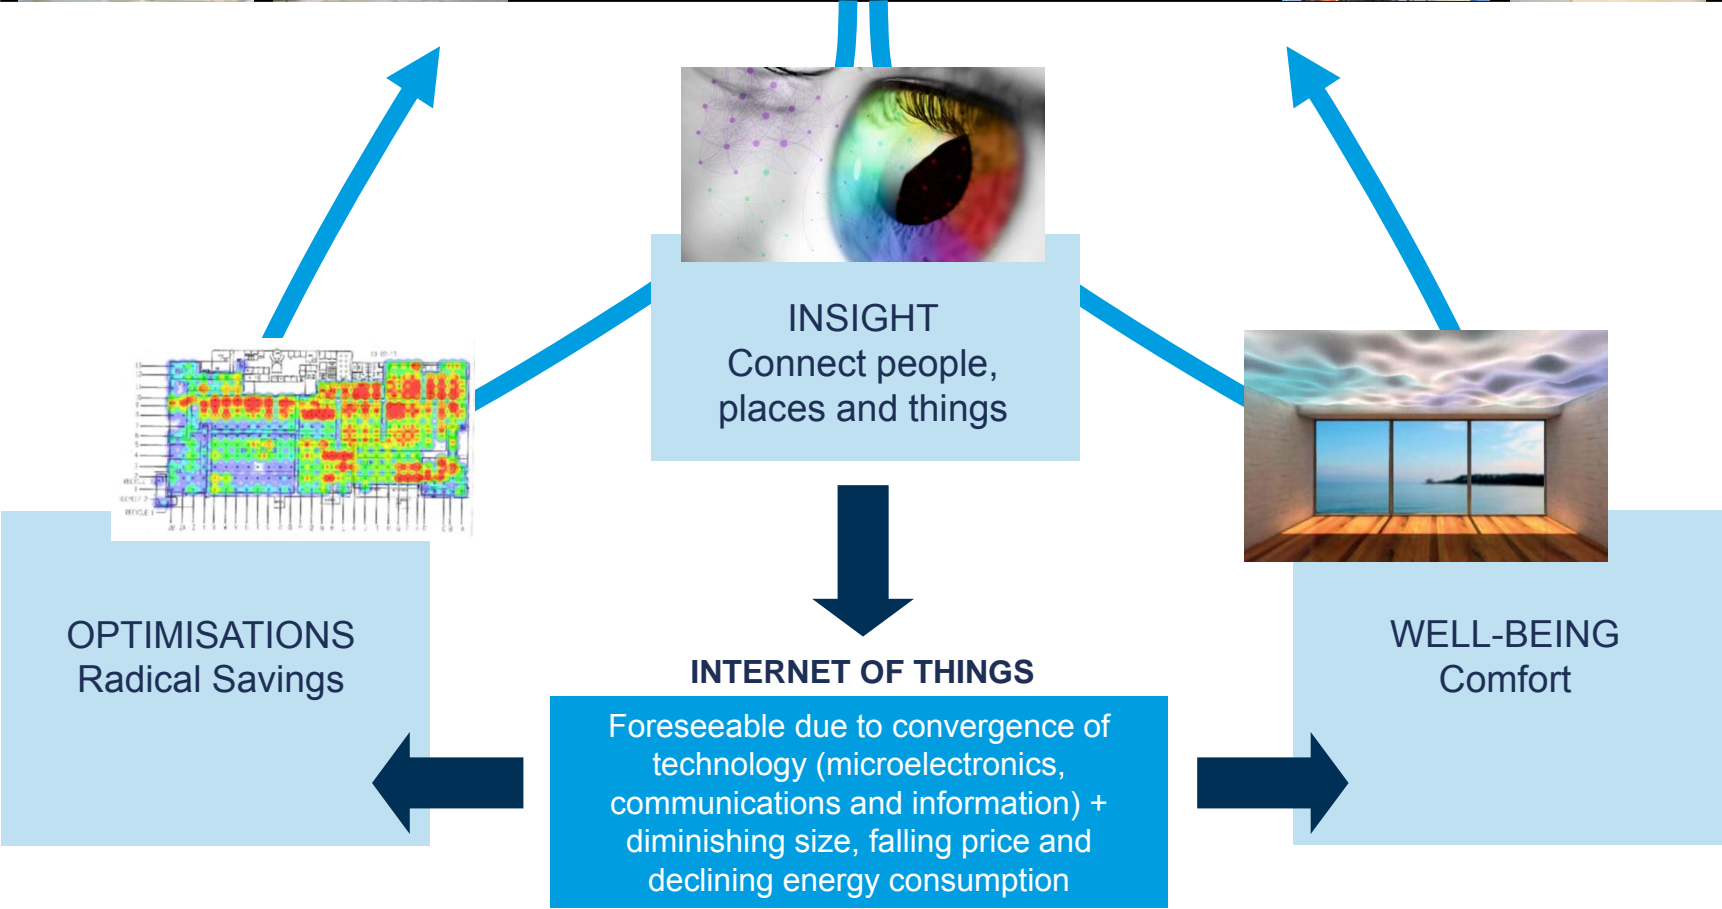 INSIGHT
Connect people,
places and things
OPTIMISATIONS
Radical Savings
WELL-BEING
Comfort
INTERNET OF THINGS
Foreseeable due to convergence of
technology (microelectronics,
communications and information) +
diminishing size, falling price and
declining energy consumption